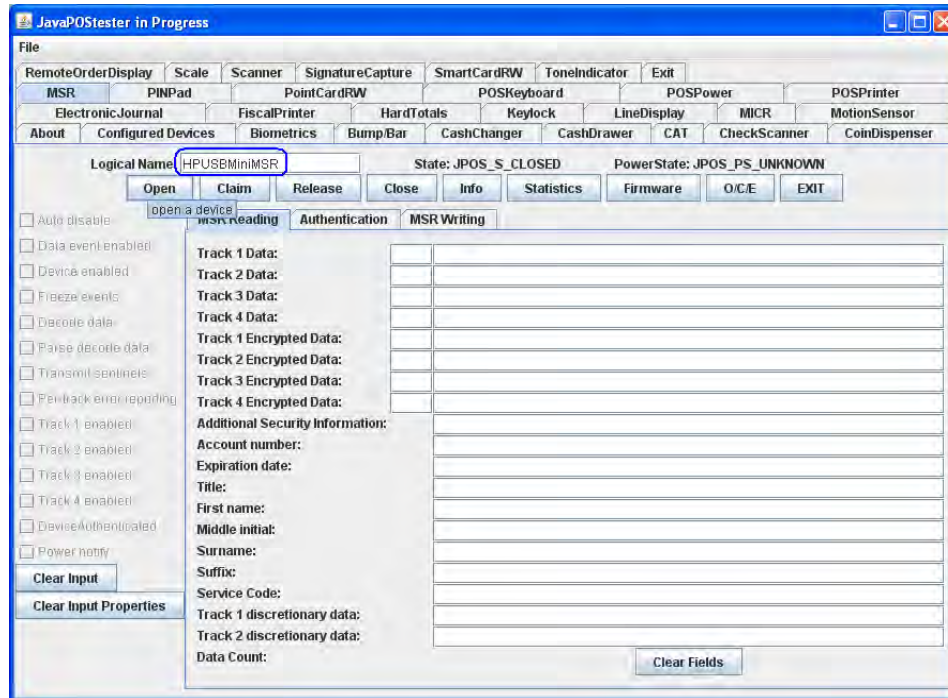 JavaPOStester in Progress
File
RemoteOrderDisplay Scale Scanner SignatureCapture SmartCardRW ToneIndicator Exit
MSR PINPad PointCardRW POSKeyboard POSPower POSPrinter
ElectronicJournal FiscalPrinter HardTotals Keylock LineDisplay MICR MotionSensor
About Configured Devices Biometrics Bump/Bar CashChanger CashDrawer CAT CheckScanner CoinDispenser
Logical Name: HPUSBMiniMSR State: JPOS_S_CLOSED PowerState: JPOS_PS_UNKNOWN
Open Claim Release Close Info Statistics Firmware O/C/E EXIT
open a device
MSR Reading Authentication MSR Writing
Auto disable
Data event enabled
Device enabled
Freeze events
Decode data
Parse decode data
Transmit sentinels
Per-track error reporting
Track 1 enabled
Track 2 enabled
Track 3 enabled
Track 4 enabled
DeviceAuthenticated
Power notify
Clear Input
Clear Input Properties
Track 1 Data:
Track 2 Data:
Track 3 Data:
Track 4 Data:
Track 1 Encrypted Data:
Track 2 Encrypted Data:
Track 3 Encrypted Data:
Track 4 Encrypted Data:
Additional Security Information:
Account number:
Expiration date:
Title:
First name:
Middle initial:
Surname:
Suffix:
Service Code:
Track 1 discretionary data:
Track 2 discretionary data:
Data Count:
Clear Fields